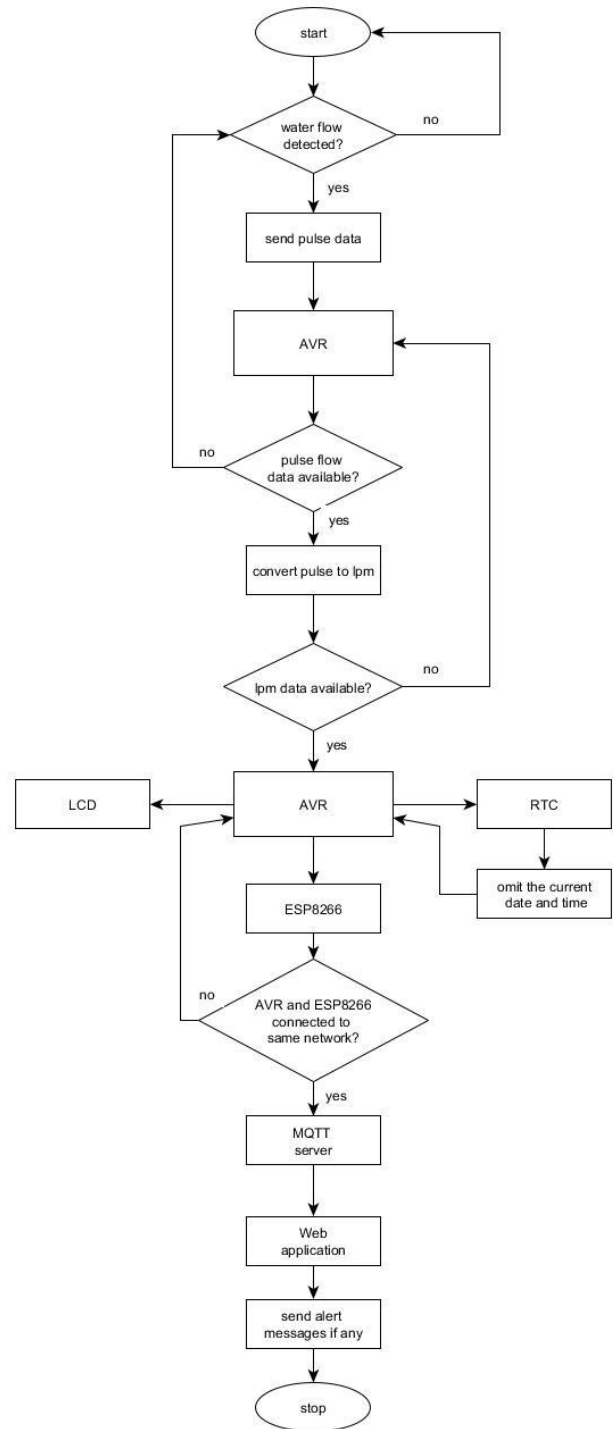 start
water flow
detected?
no
yes
send pulse data
AVR
no
pulse flow
data available?
yes
convert pulse to lpm
lpm data available?
no
yes
LCD
AVR
RTC
omit the current
date and time
ESP8266
no
AVR and ESP8266
connected to
same network?
yes
MQTT
server
Web
application
send alert
messages if any
stop